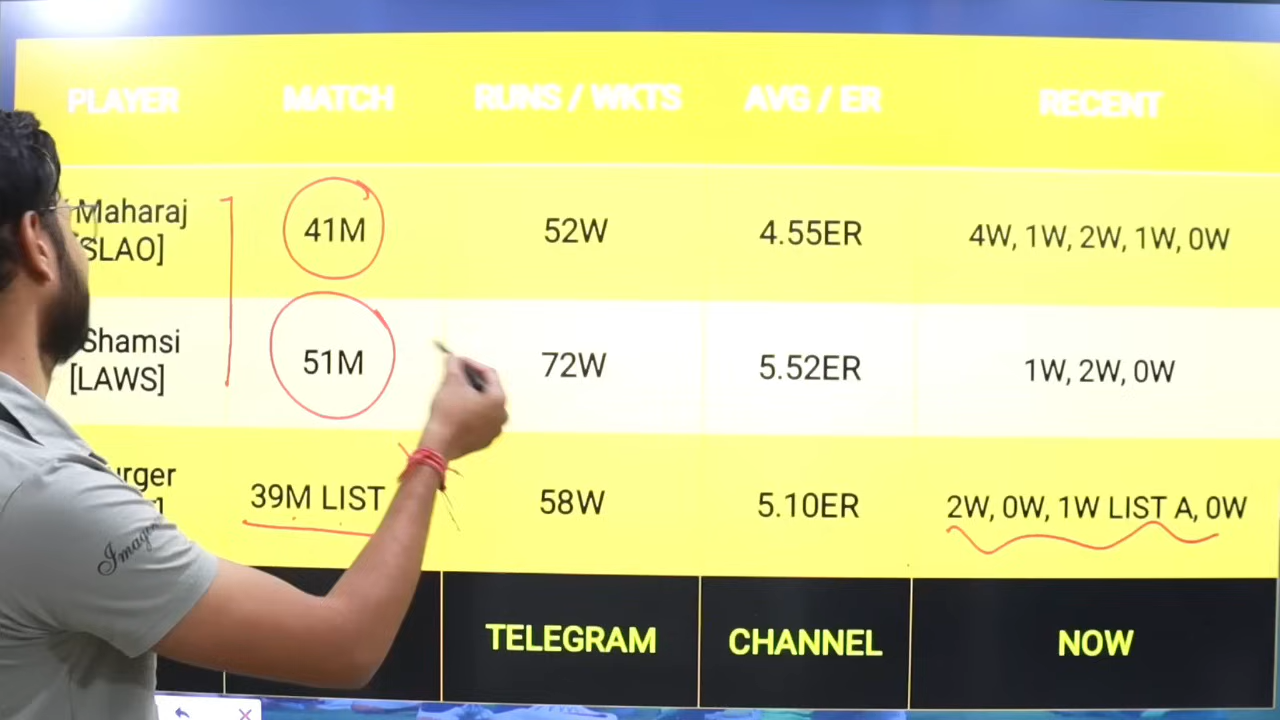 PLAYER MATCH RUNS / WKTS AVG / ER RECENT
Maharaj
[SLAO] 41M 52W 4.55ER 4W, 1W, 2W, 1W, 0W
Shamsi
[LAWS] 51M 72W 5.52ER 1W, 2W, 0W
39M LIST 58W 5.10ER 2W, 0W, 1W LIST A, 0W
TELEGRAM CHANNEL NOW